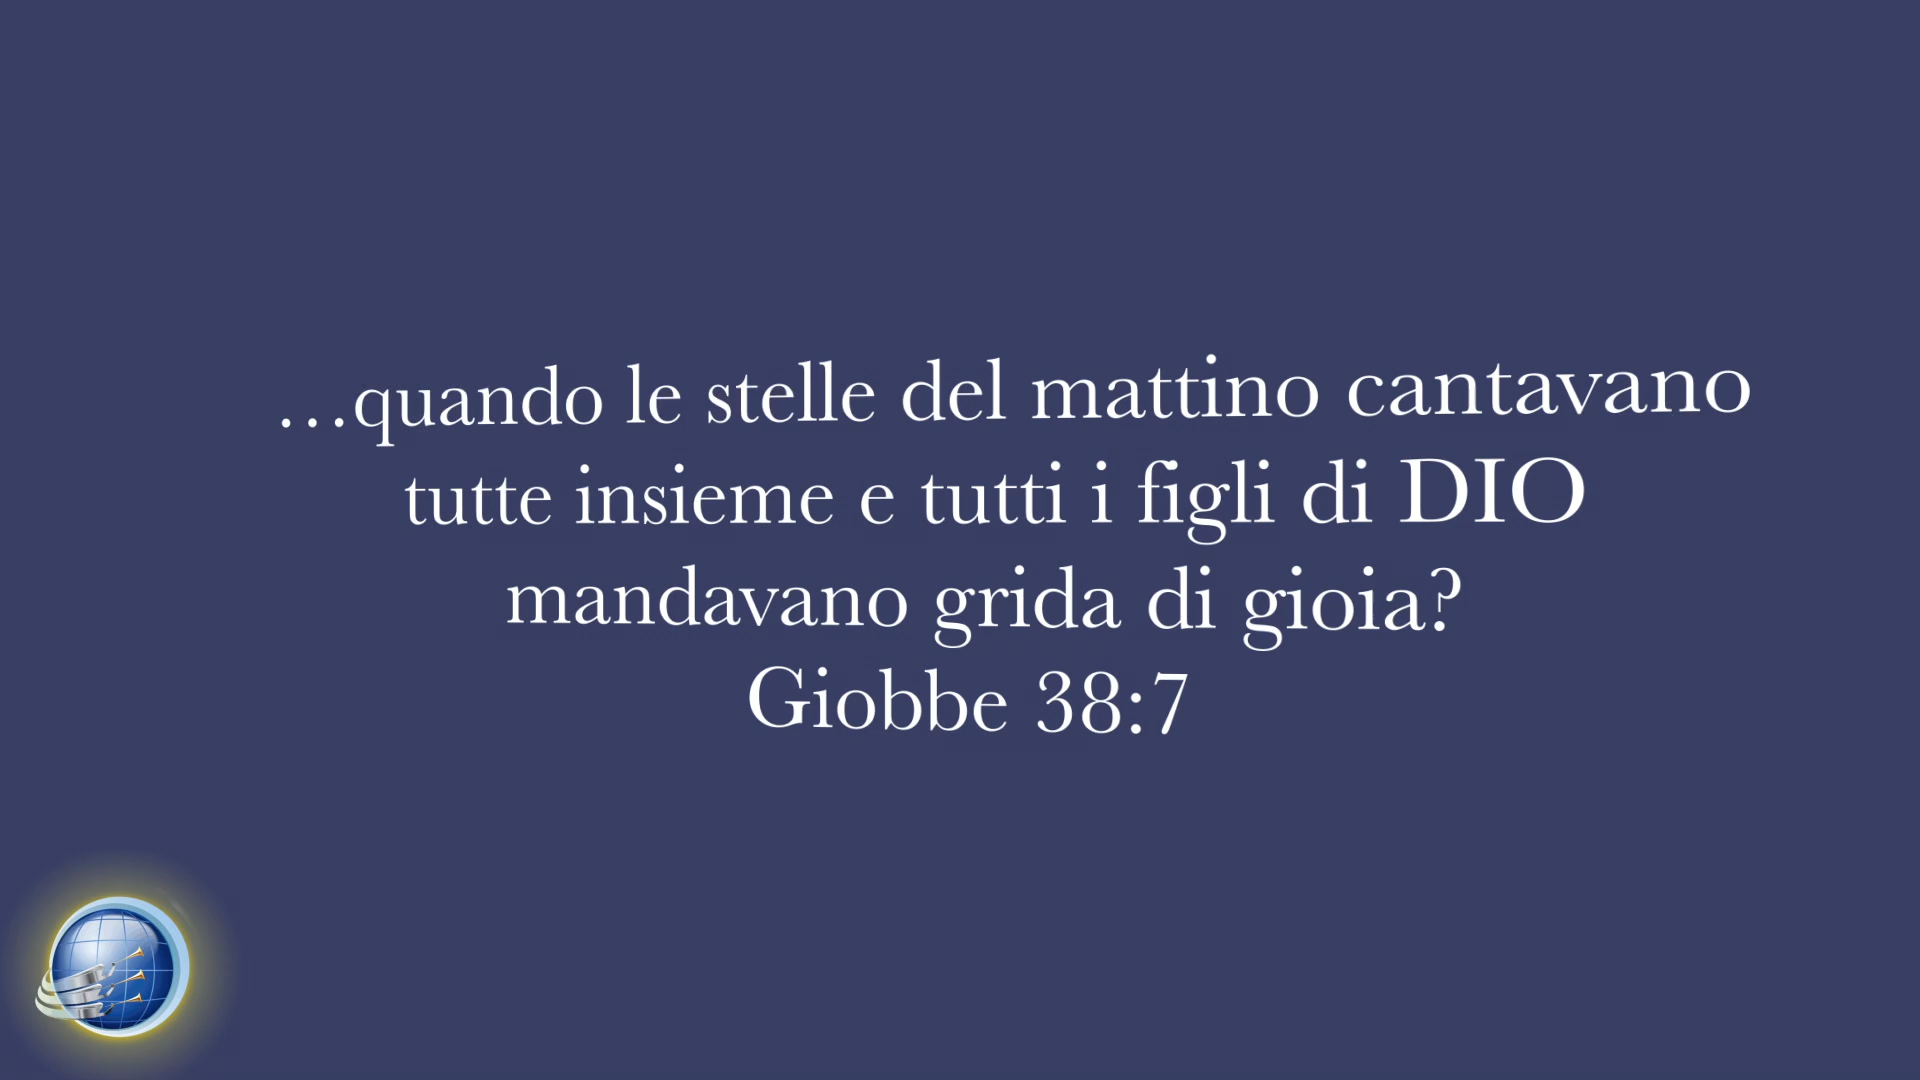 …quando le stelle del mattino cantavano
tutte insieme e tutti i figli di DIO
mandavano grida di gioia?
Giobbe 38:7